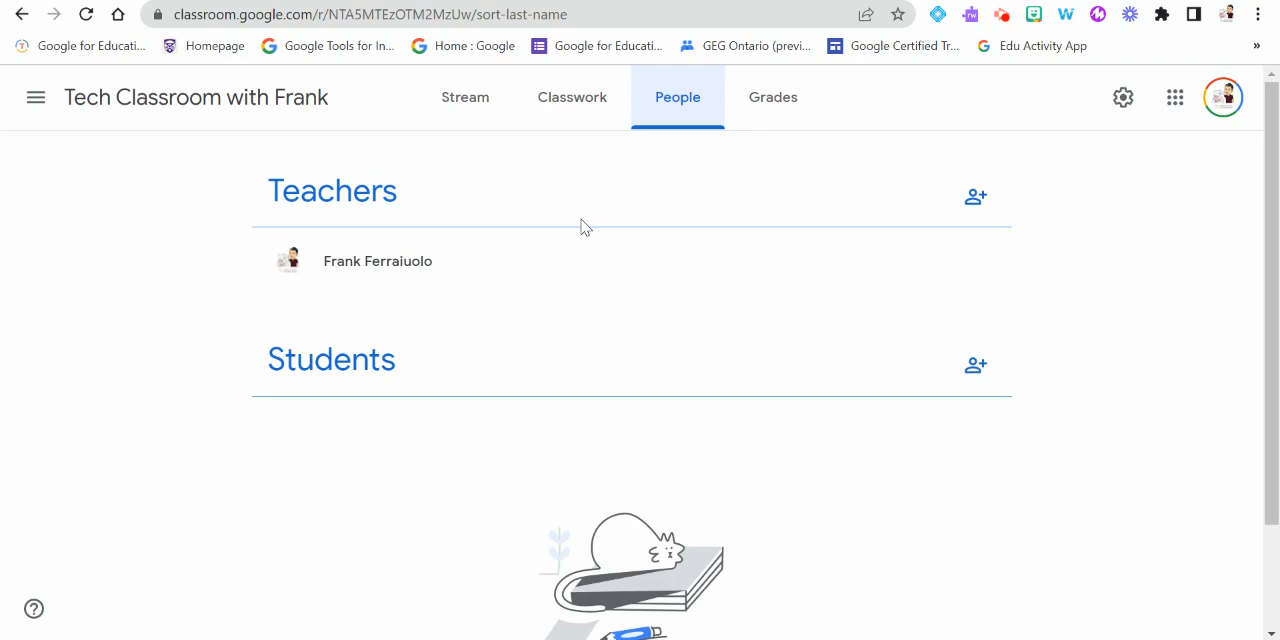 classroom.google.com/r/NTA5MTEzOTM2MzUw/sort-last-name
Google for Educati... Homepage Google Tools for In... Home : Google Google for Educati... GEG Ontario (previ... Google Certified Tr... Edu Activity App »
Tech Classroom with Frank Stream Classwork People Grades
Teachers
Frank Ferraiuolo
Students